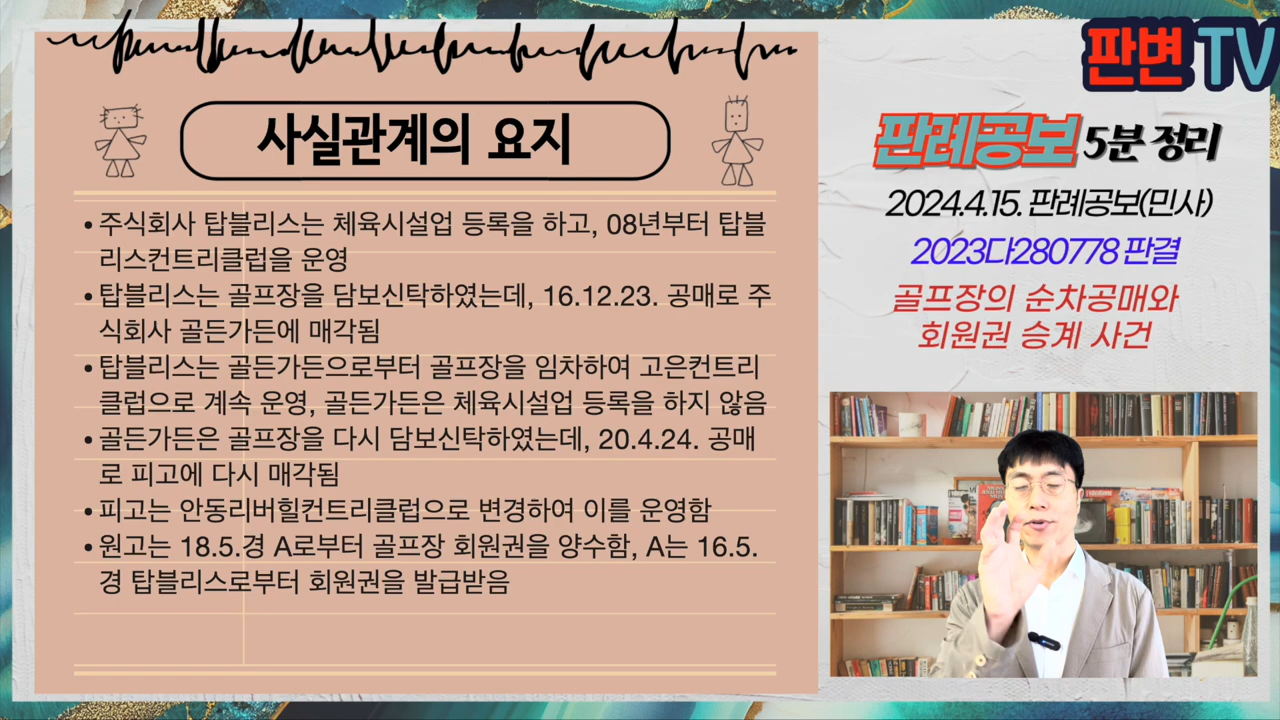 판변 TV
사실관계의 요지
• 주식회사 탑블리스는 체육시설업 등록을 하고, 08년부터 탑블
리스컨트리클럽을 운영
• 탑블리스는 골프장을 담보신탁하였는데, 16.12.23. 공매로 주
식회사 골든가든에 매각됨
• 탑블리스는 골든가든으로부터 골프장을 임차하여 고은컨트리
클럽으로 계속 운영, 골든가든은 체육시설업 등록을 하지 않음
• 골든가든은 골프장을 다시 담보신탁하였는데, 20.4.24. 공매
로 피고에 다시 매각됨
• 피고는 안동리버힐컨트리클럽으로 변경하여 이를 운영함
• 원고는 18.5.경 A로부터 골프장 회원권을 양수함, A는 16.5.
경 탑블리스로부터 회원권을 발급받음
판례공보 5분 정리
2024.4.15. 판례공보(민사)
2023다280778 판결
골프장의 순차공매와
회원권 승계 사건